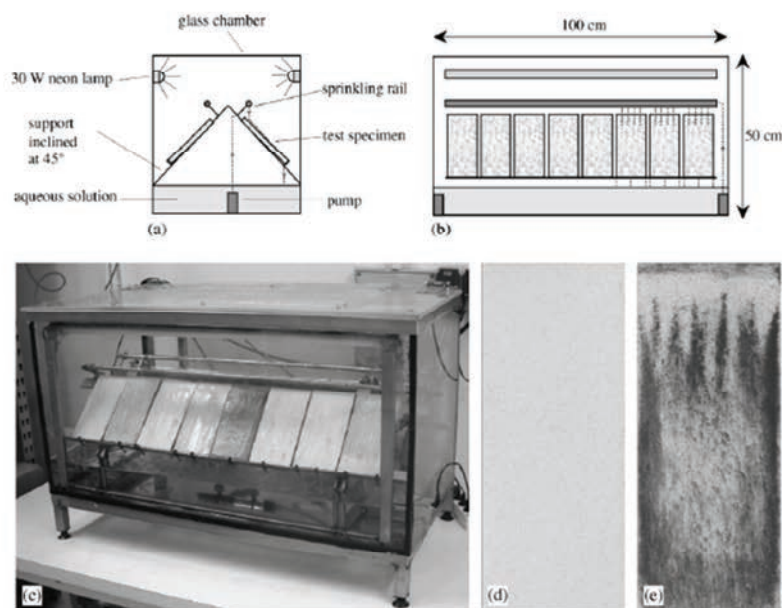 glass chamber
30 W neon lamp
sprinkling rail
support
inclined
at 45°
test specimen
aqueous solution
pump
(a)
100 cm
50 cm
(b)
(c)
(d)
(e)